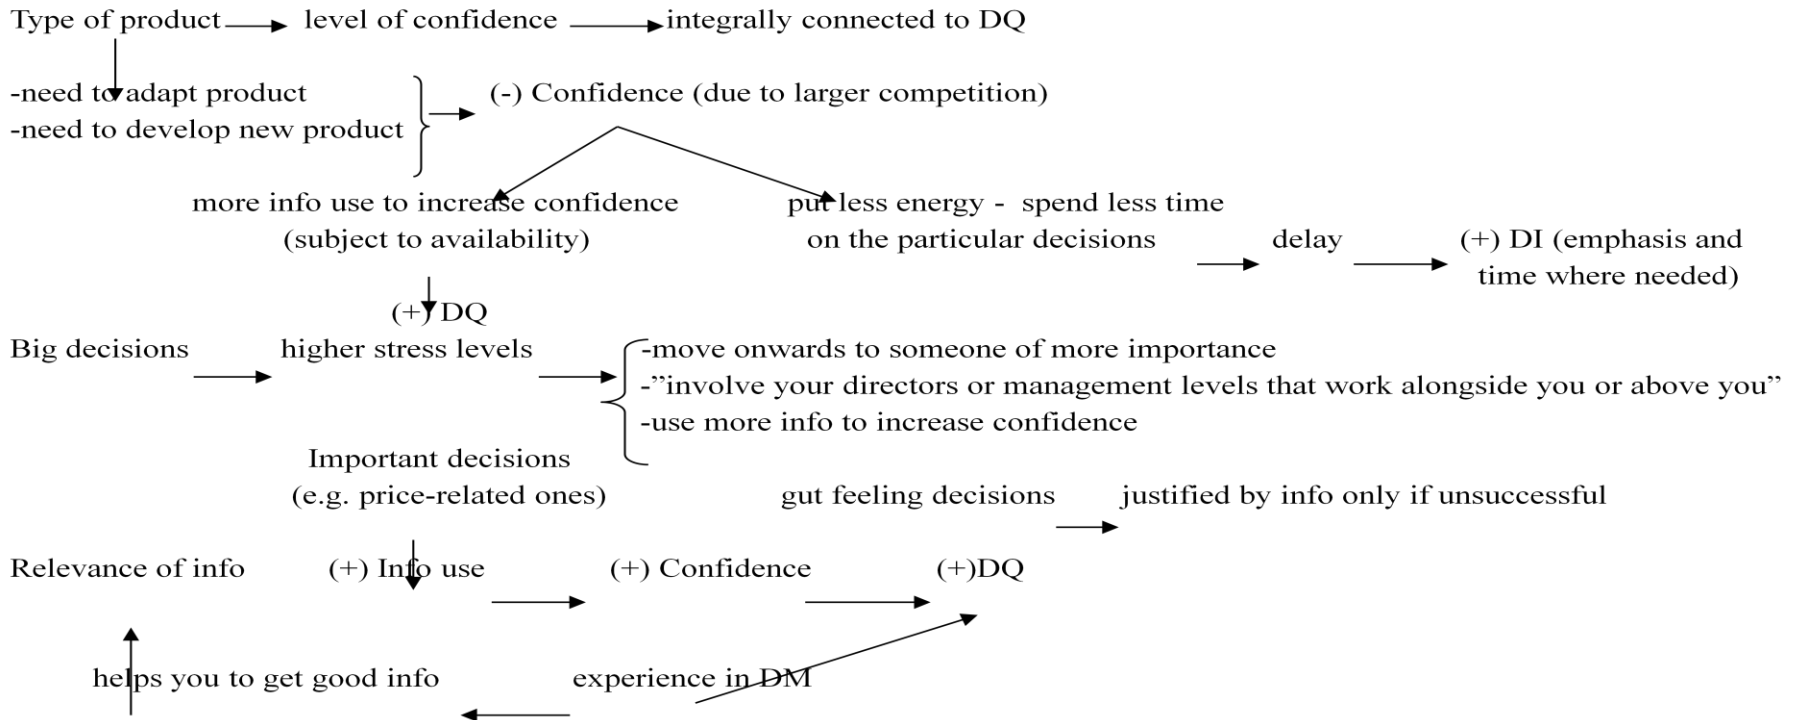 Type of product level of confidence integrally connected to DQ
-need to adapt product (-) Confidence (due to larger competition)
-need to develop new product
more info use to increase confidence put less energy - spend less time
(subject to availability) on the particular decisions delay (+) DI (emphasis and
time where needed)
(+) DQ
Big decisions higher stress levels -move onwards to someone of more importance
-”involve your directors or management levels that work alongside you or above you”
-use more info to increase confidence
Important decisions
(e.g. price-related ones) gut feeling decisions justified by info only if unsuccessful
Relevance of info (+) Info use (+) Confidence (+)DQ
helps you to get good info experience in DM